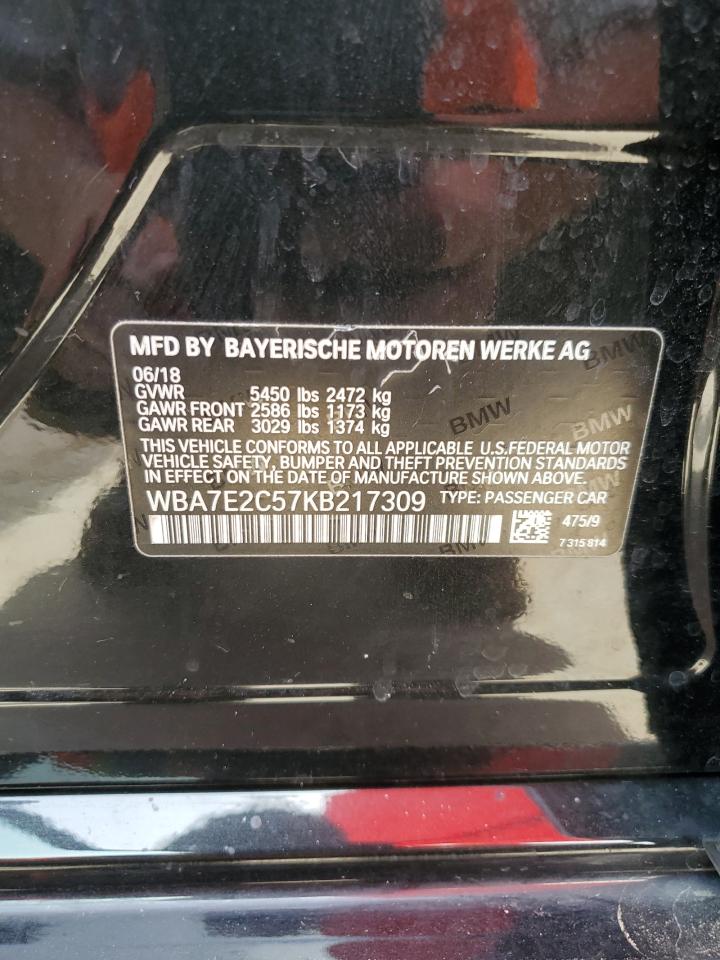 MFD BY BAYERISCHE MOTOREN WERKE AG
06/18
GVWR 5450 lbs 2472 kg
GAWR FRONT 2586 lbs 1173 kg
GAWR REAR 3029 lbs 1374 kg
THIS VEHICLE CONFORMS TO ALL APPLICABLE U.S.FEDERAL MOTOR
VEHICLE SAFETY, BUMPER AND THEFT PREVENTION STANDARDS
IN EFFECT ON THE DATE OF MANUFACTURE SHOWN ABOVE.
WBA7E2C57KB217309 TYPE: PASSENGER CAR
475/9
7 315 814
BMW
BMW
BMW
BMW